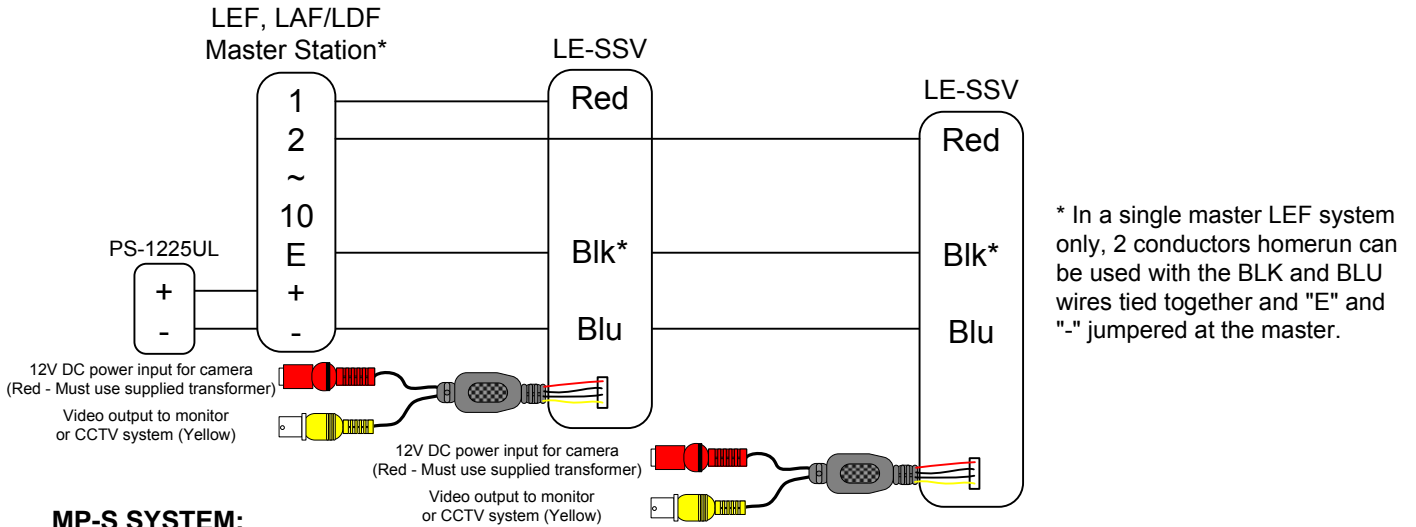 LEF, LAF/LDF
Master Station*
LE-SSV
LE-SSV
1
2
~
10
E
+
-
Red
Blk*
Blu
Red
Blk*
Blu
PS-1225UL
+
-
* In a single master LEF system
only, 2 conductors homerun can
be used with the BLK and BLU
wires tied together and "E" and
"-" jumpered at the master.
12V DC power input for camera
(Red - Must use supplied transformer)
Video output to monitor
or CCTV system (Yellow)
12V DC power input for camera
(Red - Must use supplied transformer)
Video output to monitor
or CCTV system (Yellow)
MP-S SYSTEM: